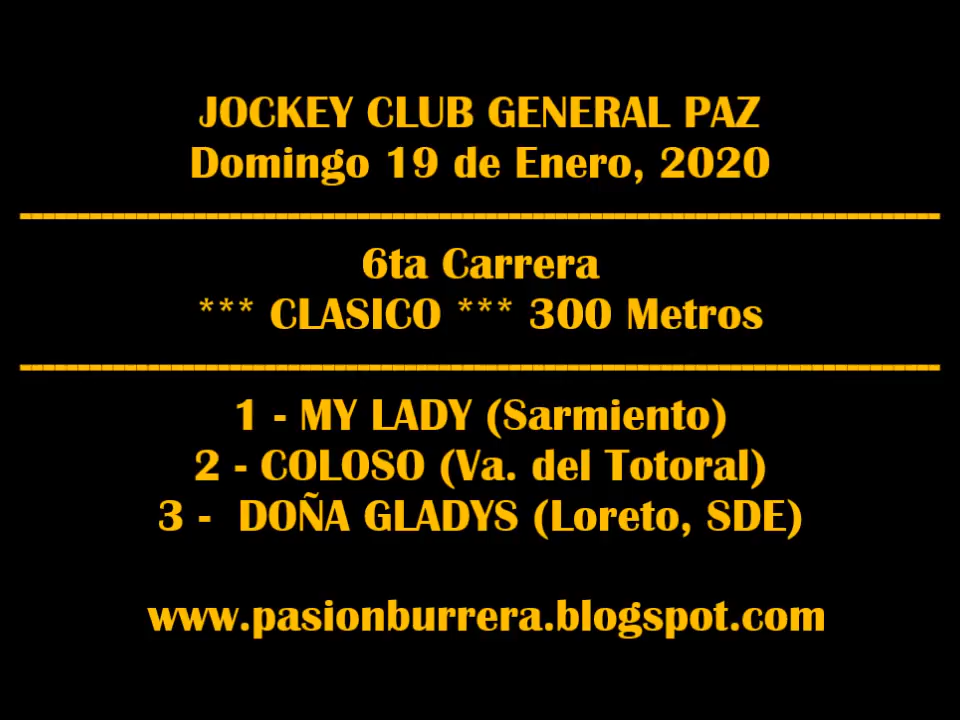 JOCKEY CLUB GENERAL PAZ
Domingo 19 de Enero, 2020
--------------------------------------------------------------------------------
6ta Carrera
*** CLASICO *** 300 Metros
--------------------------------------------------------------------------------
1 - MY LADY (Sarmiento)
2 - COLOSO (Va. del Totoral)
3 -  DOÑA GLADYS (Loreto, SDE)
www.pasionburrera.blogspot.com